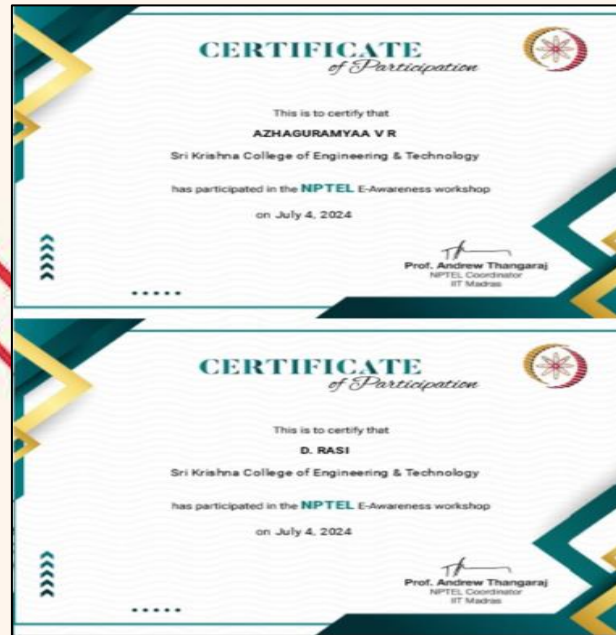 CERTIFICATE
of Participation
This is to certify that
AZHAGURAMYAA V R
Sri Krishna College of Engineering & Technology
has participated in the NPTEL E-Awareness workshop
on July 4, 2024
Prof. Andrew Thangaraj
NPTEL Coordinator
IIT Madras
CERTIFICATE
of Participation
This is to certify that
D. RASI
Sri Krishna College of Engineering & Technology
has participated in the NPTEL E-Awareness workshop
on July 4, 2024
Prof. Andrew Thangaraj
NPTEL Coordinator
IIT Madras